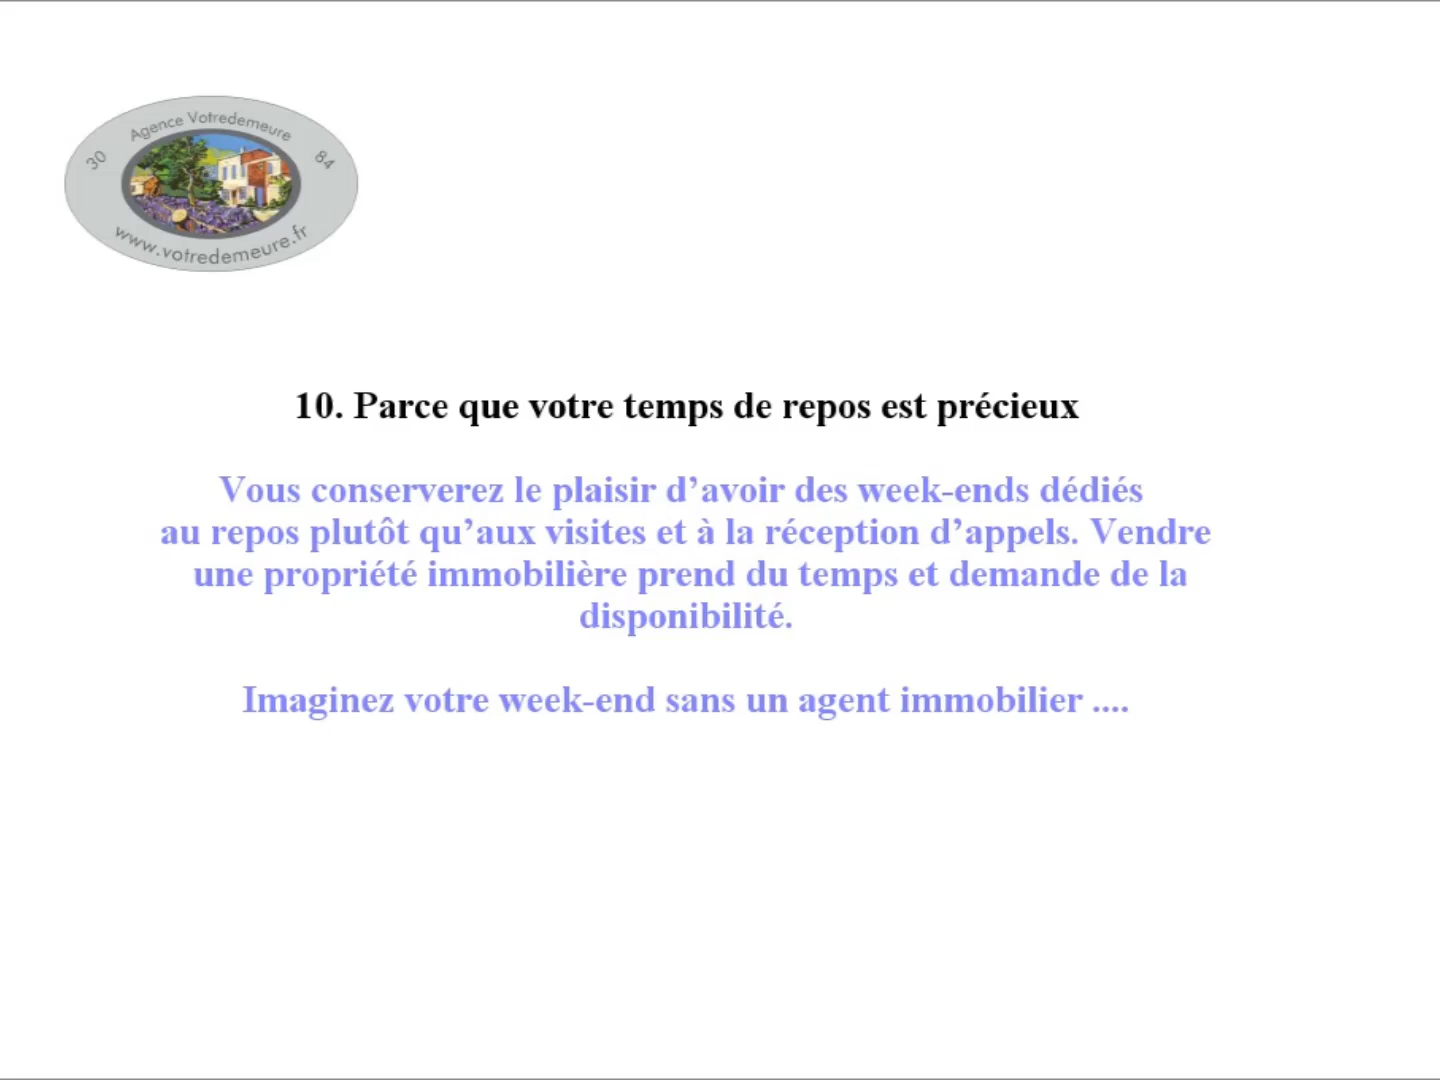 Agence Votredemeure
30
84
www.votredemeure.fr
10. Parce que votre temps de repos est précieux
Vous conserverez le plaisir d’avoir des week-ends dédiés
au repos plutôt qu’aux visites et à la réception d’appels. Vendre
une propriété immobilière prend du temps et demande de la
disponibilité.
Imaginez votre week-end sans un agent immobilier ....